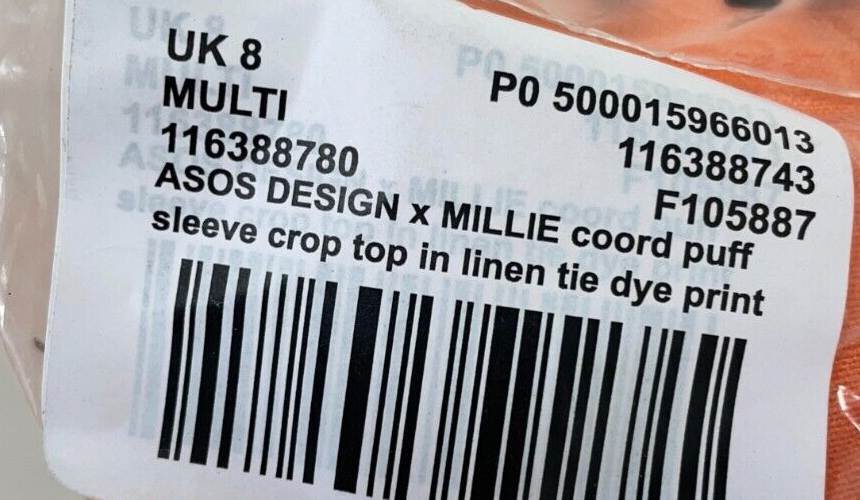 UK 8
MULTI
116388780
P0 500015966013
116388743
F105887
ASOS DESIGN x MILLIE coord puff
sleeve crop top in linen tie dye print